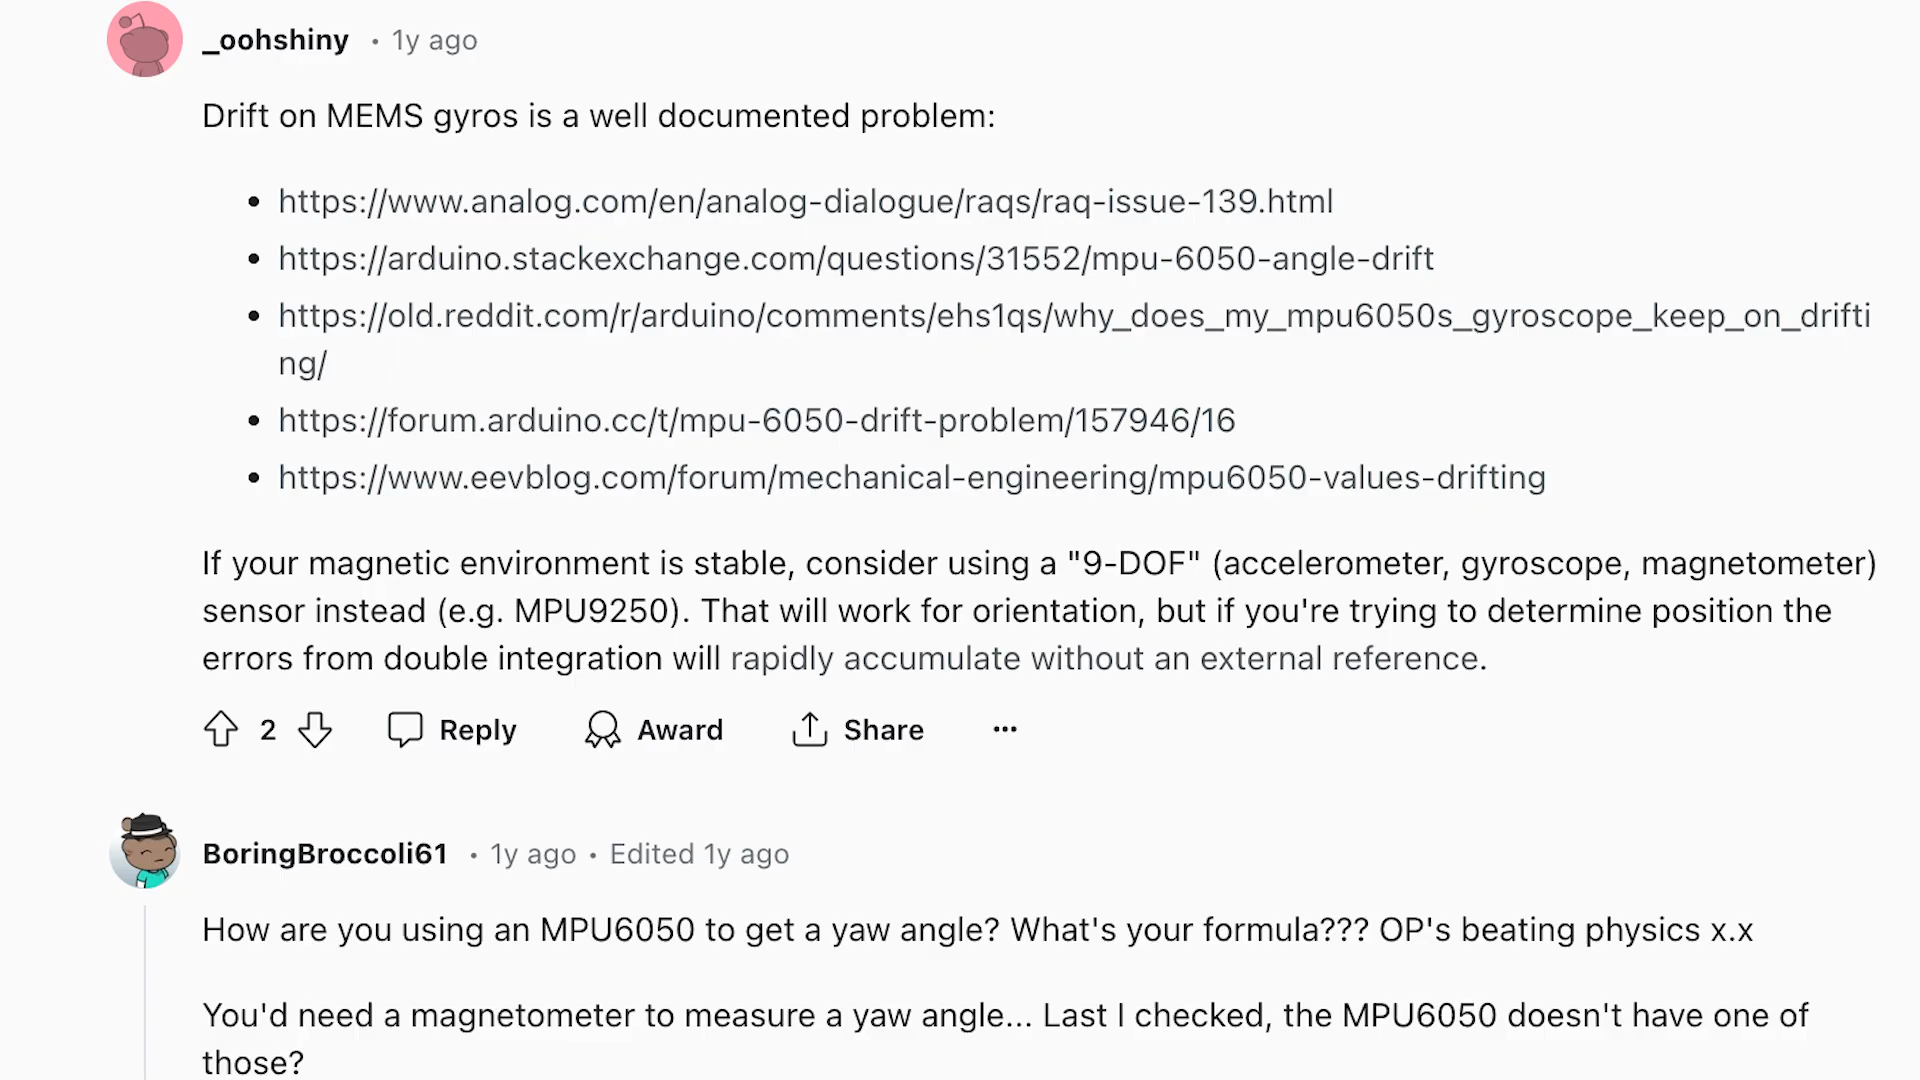 _oohshiny • 1y ago
Drift on MEMS gyros is a well documented problem:
• https://www.analog.com/en/analog-dialogue/raqs/raq-issue-139.html
• https://arduino.stackexchange.com/questions/31552/mpu-6050-angle-drift
• https://old.reddit.com/r/arduino/comments/ehs1qs/why_does_my_mpu6050s_gyroscope_keep_on_drifti
ng/
• https://forum.arduino.cc/t/mpu-6050-drift-problem/157946/16
• https://www.eevblog.com/forum/mechanical-engineering/mpu6050-values-drifting
If your magnetic environment is stable, consider using a "9-DOF" (accelerometer, gyroscope, magnetometer)
sensor instead (e.g. MPU9250). That will work for orientation, but if you're trying to determine position the
errors from double integration will rapidly accumulate without an external reference.
2 Reply Award Share ...
BoringBroccoli61 • 1y ago • Edited 1y ago
How are you using an MPU6050 to get a yaw angle? What's your formula??? OP's beating physics x.x
You'd need a magnetometer to measure a yaw angle... Last I checked, the MPU6050 doesn't have one of
those?